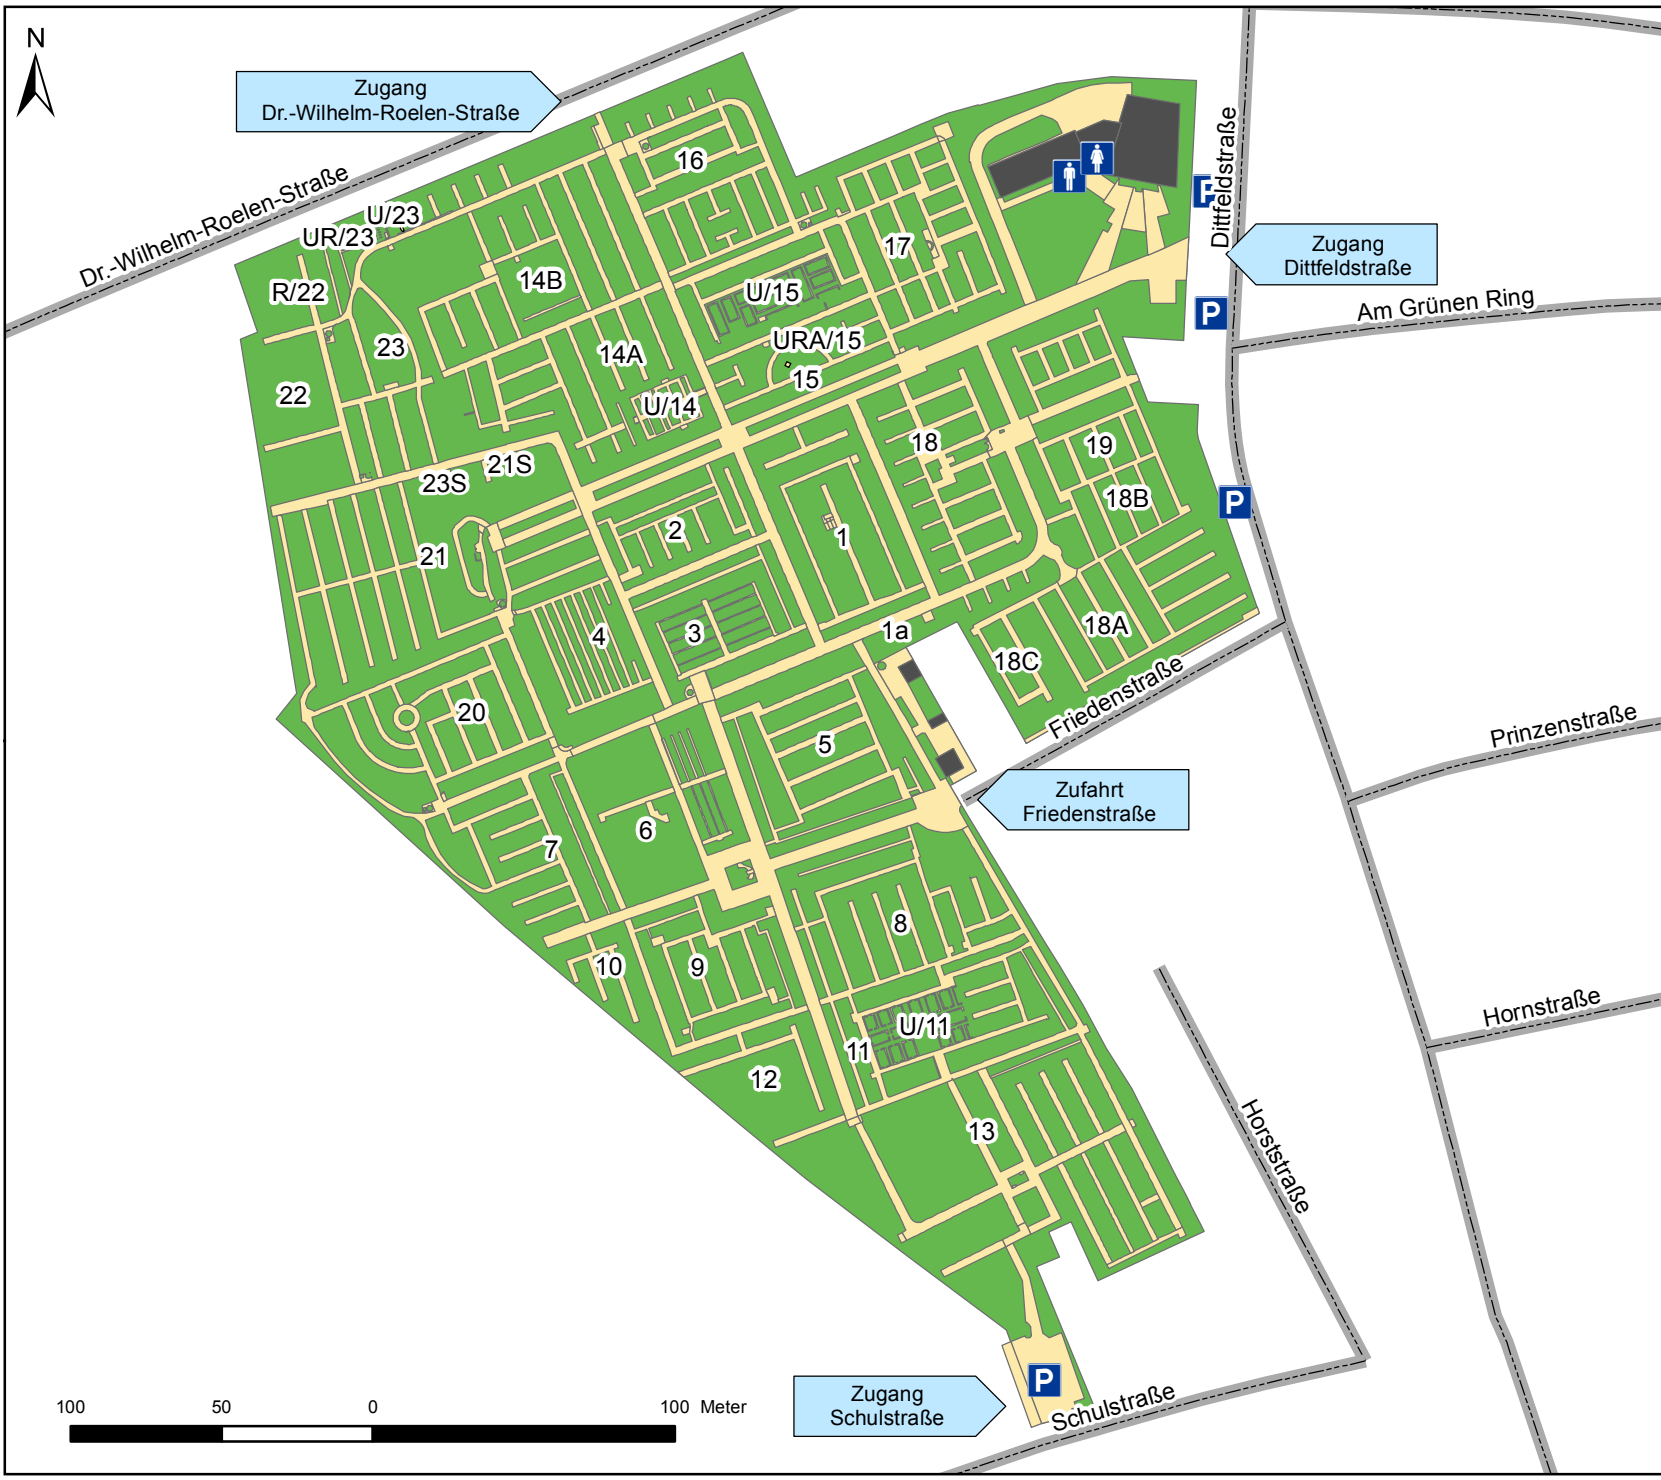 N
Zugang
Dr.-Wilhelm-Roelen-Straße
Dr.-Wilhelm-Roelen-Straße
16
P
Dittfeldstraße
U/23
UR/23
17
Zugang
Dittfeldstraße
14B
R/22
U/15
P
Am Grünen Ring
URA/15
23
14A
15
22
U/14
18
19
21S
23S
18B
P
2
1
21
3
4
1a
18A
18C
20
5
Friedenstraße
Prinzenstraße
Zufahrt
Friedenstraße
6
7
8
10
9
U/11
11
Hornstraße
12
13
Horststraße
P
Zugang
Schulstraße
Schulstraße
100 50 0 100 Meter